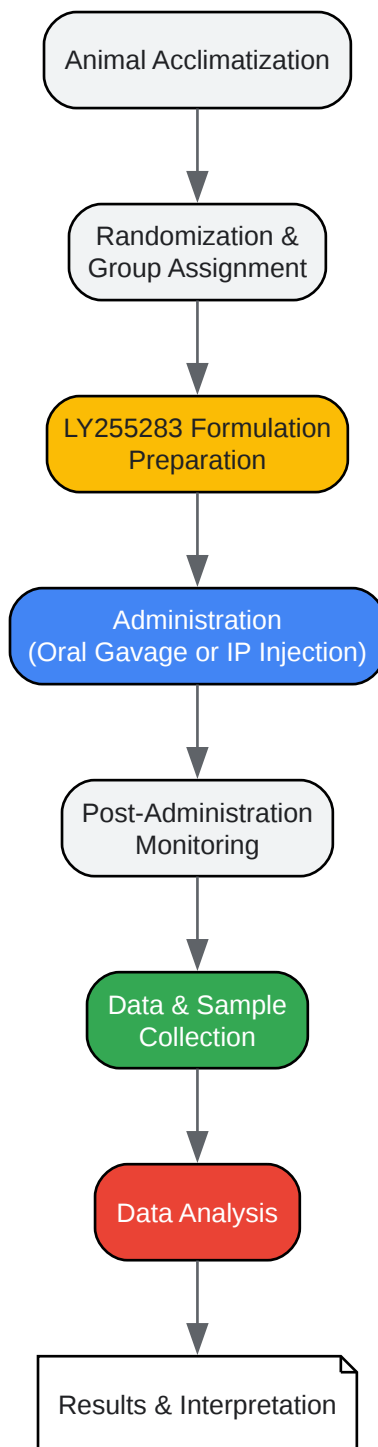 Animal Acclimatization
Randomization &
Group Assignment
LY255283 Formulation
Preparation
Administration
(Oral Gavage or IP Injection)
Post-Administration
Monitoring
Data & Sample
Collection
Data Analysis
Results & Interpretation